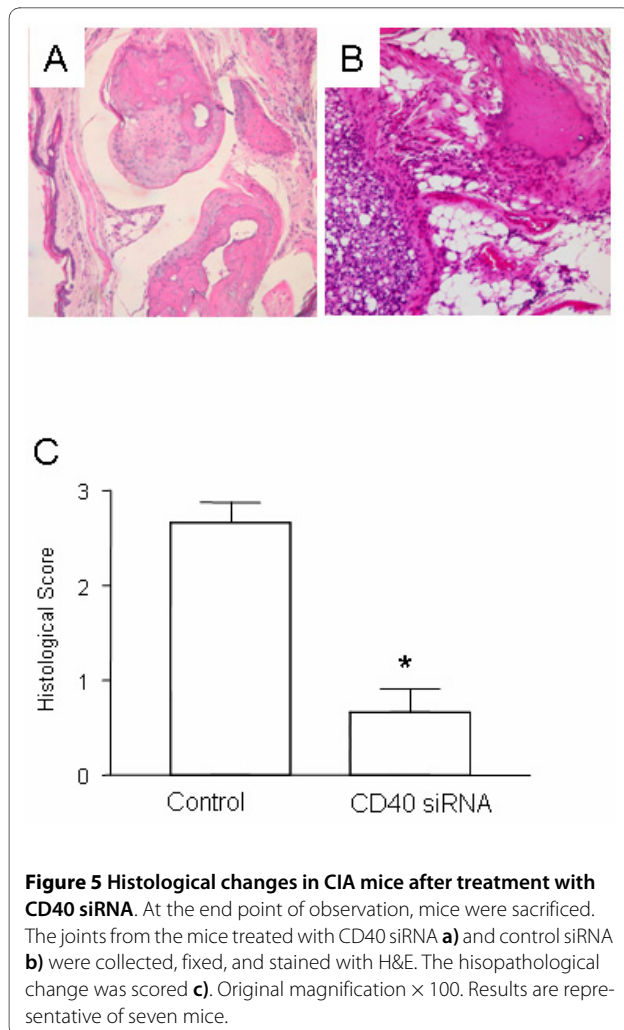 A
B
C
3
2
1
0
Histological Score
*
Control
CD40 siRNA
Figure 5 Histological changes in CIA mice after treatment with
CD40 siRNA. At the end point of observation, mice were sacrificed.
The joints from the mice treated with CD40 siRNA a) and control siRNA
b) were collected, fixed, and stained with H&E. The hisopathological
change was scored c). Original magnification × 100. Results are repre-
sentative of seven mice.